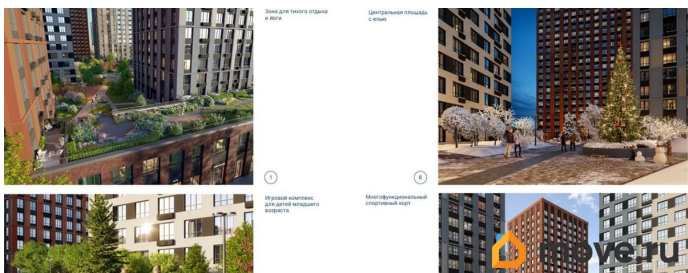 Зона для тихого отдыха
и йоги
Центральная площадь
с елью
1
6
Игровой комплекс
для детей младшего
возраста
Многофункциональный
спортивный корт
move.ru